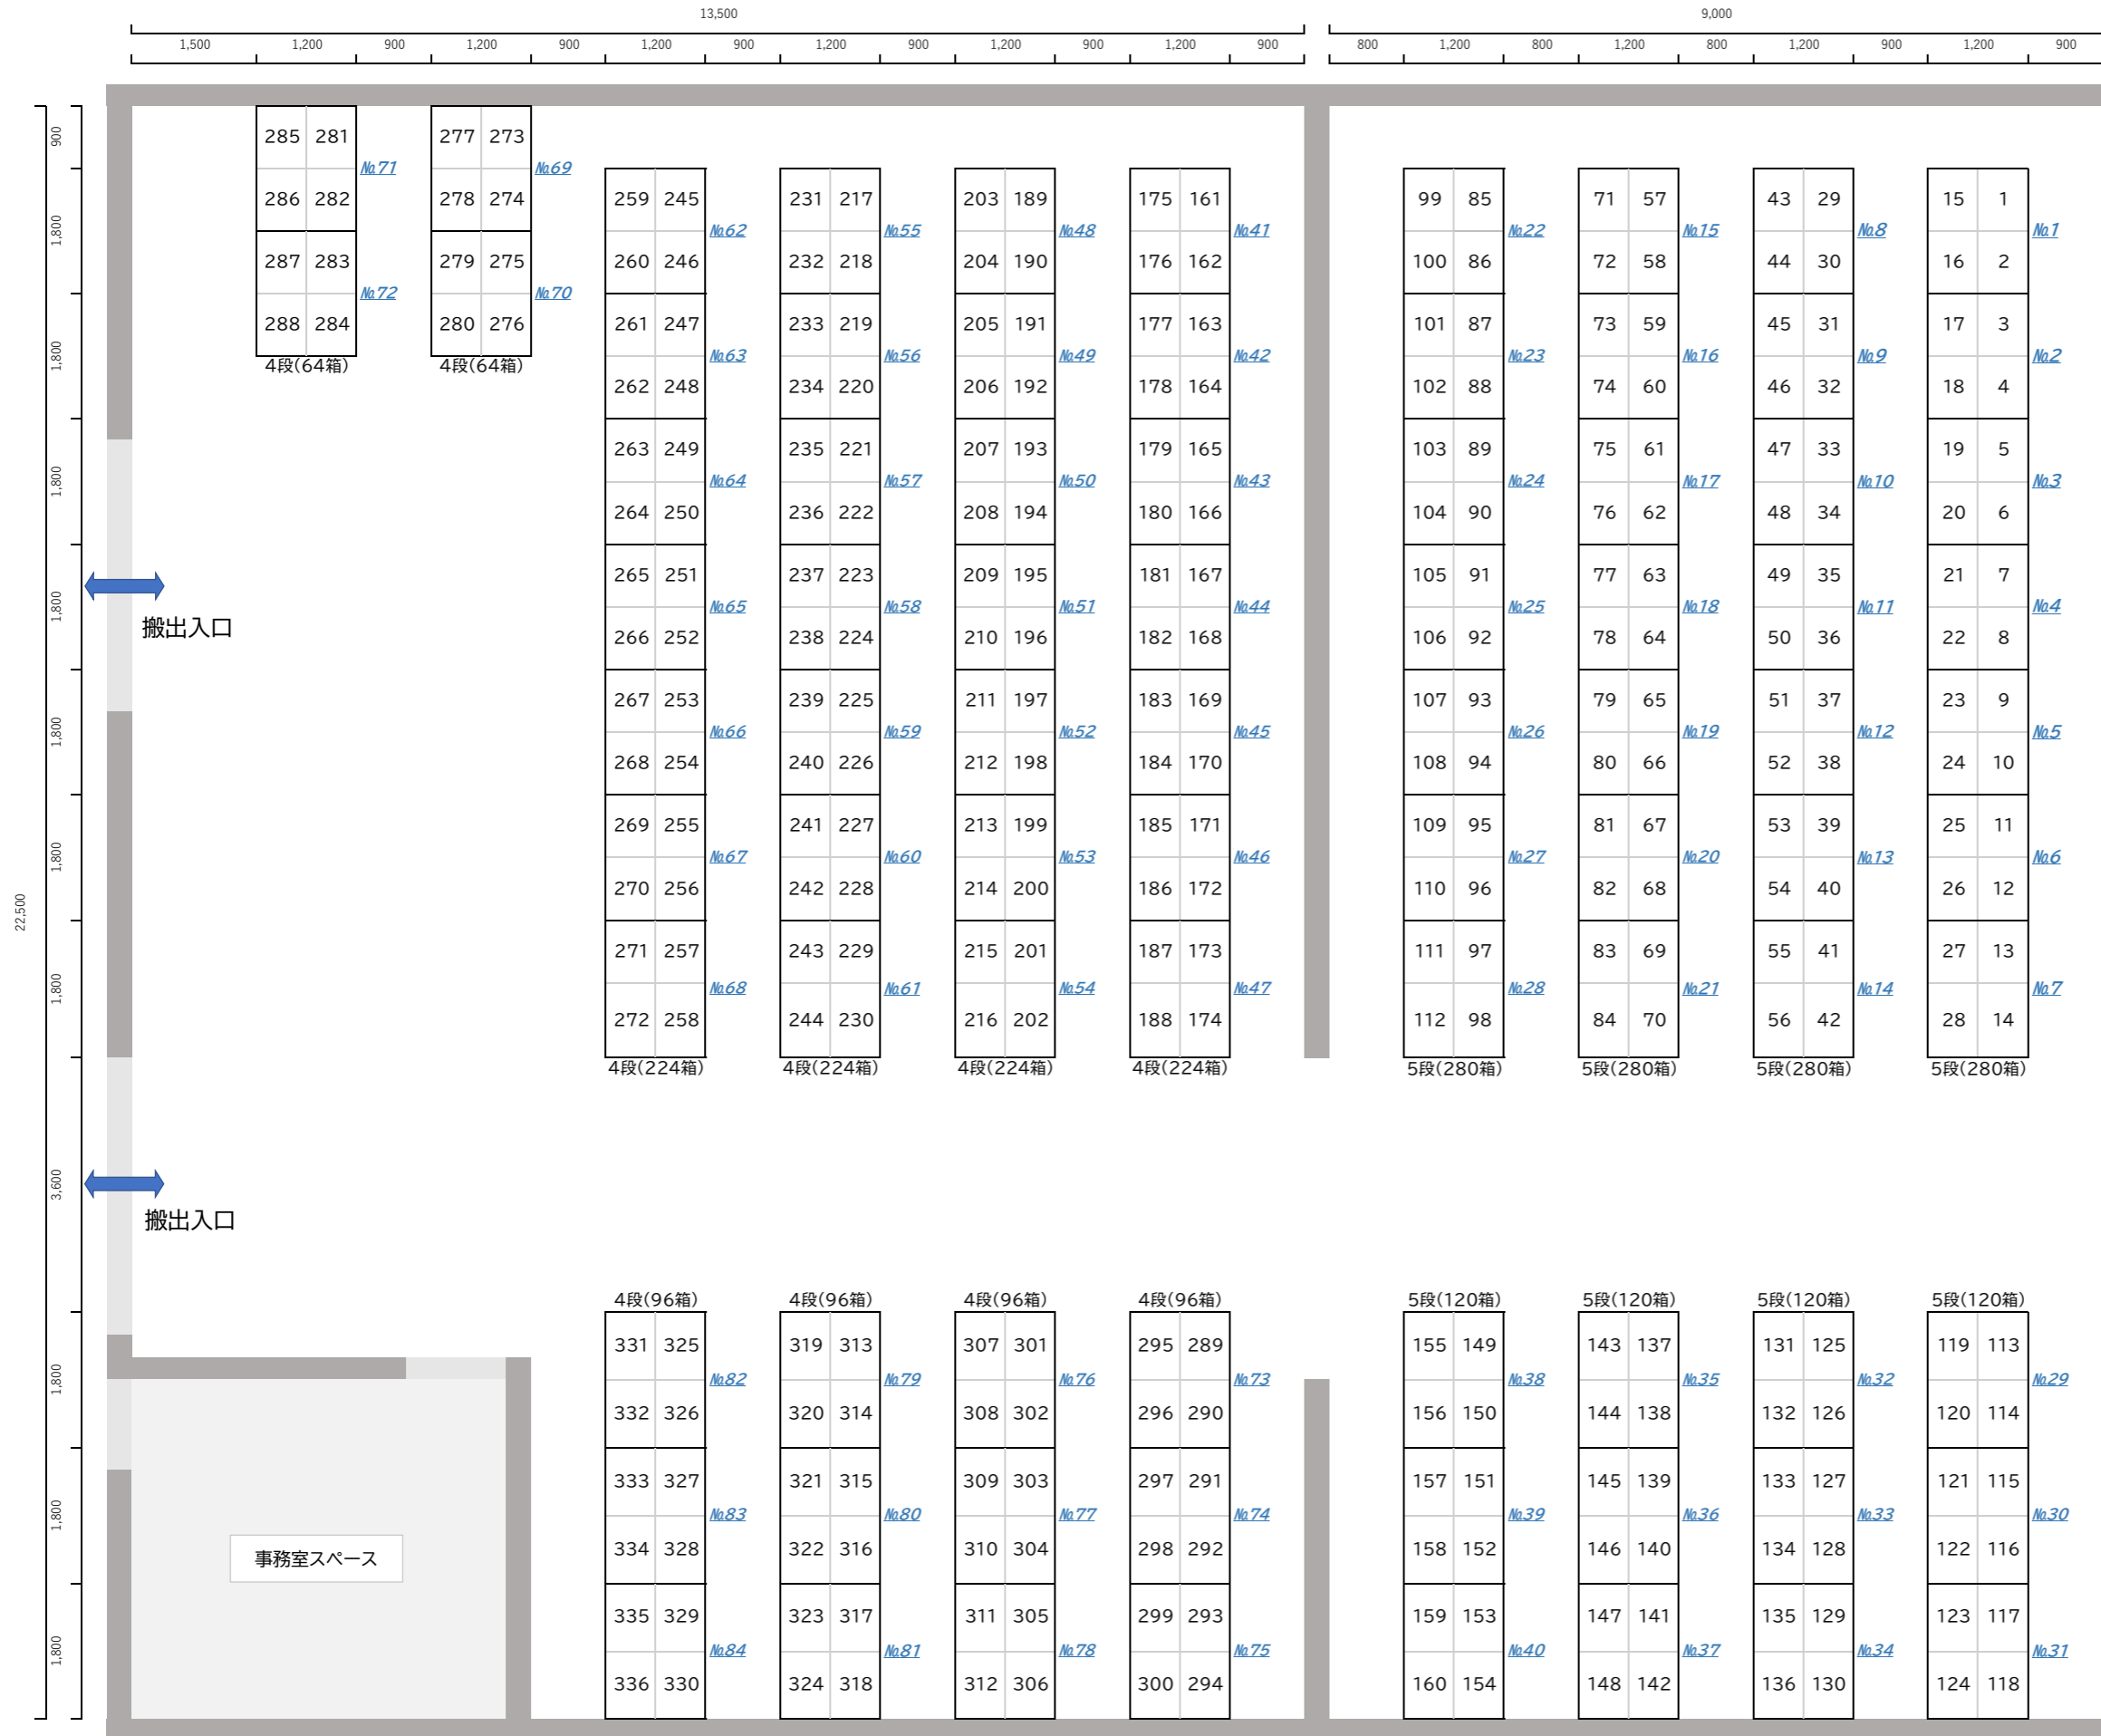 13,500 9,000
1,500 1,200 900 1,200 900 1,200 900 1,200 900 1,200 900 1,200 900 800 1,200 800 1,200 800 1,200 900 1,200 900
22,500
900
1,800
1,800
1,800
1,800
1,800
1,800
1,800
3,600
1,800
1,800
1,800
285 281 277 273
№71 №69
286 282 278 274 259 245 231 217 203 189 175 161 99 85 71 57 43 29 15 1
№62 №55 №48 №41 №22 №15 №8 №1
287 283 279 275 260 246 232 218 204 190 176 162 100 86 72 58 44 30 16 2
№72 №70
288 284 280 276 261 247 233 219 205 191 177 163 101 87 73 59 45 31 17 3
4段(64箱) 4段(64箱) №63 №56 №49 №42 №23 №16 №9 №2
262 248 234 220 206 192 178 164 102 88 74 60 46 32 18 4
263 249 235 221 207 193 179 165 103 89 75 61 47 33 19 5
№64 №57 №50 №43 №24 №17 №10 №3
264 250 236 222 208 194 180 166 104 90 76 62 48 34 20 6
265 251 237 223 209 195 181 167 105 91 77 63 49 35 21 7
№65 №58 №51 №44 №25 №18 №11 №4
搬出入口
266 252 238 224 210 196 182 168 106 92 78 64 50 36 22 8
267 253 239 225 211 197 183 169 107 93 79 65 51 37 23 9
№66 №59 №52 №45 №26 №19 №12 №5
268 254 240 226 212 198 184 170 108 94 80 66 52 38 24 10
269 255 241 227 213 199 185 171 109 95 81 67 53 39 25 11
№67 №60 №53 №46 №27 №20 №13 №6
270 256 242 228 214 200 186 172 110 96 82 68 54 40 26 12
271 257 243 229 215 201 187 173 111 97 83 69 55 41 27 13
№68 №61 №54 №47 №28 №21 №14 №7
272 258 244 230 216 202 188 174 112 98 84 70 56 42 28 14
4段(224箱) 4段(224箱) 4段(224箱) 4段(224箱) 5段(280箱) 5段(280箱) 5段(280箱) 5段(280箱)
搬出入口
4段(96箱) 4段(96箱) 4段(96箱) 4段(96箱) 5段(120箱) 5段(120箱) 5段(120箱) 5段(120箱)
331 325 319 313 307 301 295 289 155 149 143 137 131 125 119 113
№82 №79 №76 №73 №38 №35 №32 №29
332 326 320 314 308 302 296 290 156 150 144 138 132 126 120 114
333 327 321 315 309 303 297 291 157 151 145 139 133 127 121 115
№83 №80 №77 №74 №39 №36 №33 №30
334 328 322 316 310 304 298 292 158 152 146 140 134 128 122 116
事務室スペース
335 329 323 317 311 305 299 293 159 153 147 141 135 129 123 117
№84 №81 №78 №75 №40 №37 №34 №31
336 330 324 318 312 306 300 294 160 154 148 142 136 130 124 118